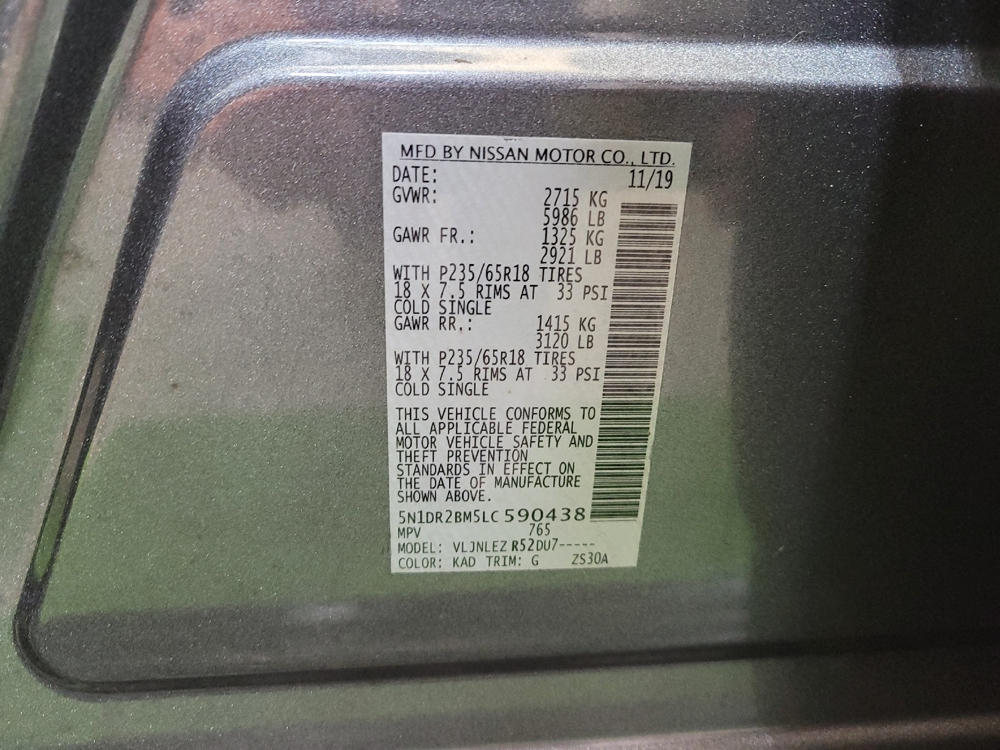 MFD BY NISSAN MOTOR CO., LTD.
DATE: 11/19
GVWR: 2715 KG
5986 LB
GAWR FR.: 1325 KG
2921 LB
WITH P235/65R18 TIRES
18 X 7.5 RIMS AT 33 PSI
COLD SINGLE
GAWR RR.: 1415 KG
3120 LB
WITH P235/65R18 TIRES
18 X 7.5 RIMS AT 33 PSI
COLD SINGLE
THIS VEHICLE CONFORMS TO
ALL APPLICABLE FEDERAL
MOTOR VEHICLE SAFETY AND
THEFT PREVENTION
STANDARDS IN EFFECT ON
THE DATE OF MANUFACTURE
SHOWN ABOVE.
5N1DR2BM5LC590438
MPV 765
MODEL: VLJNLEZ R52DU7-----
COLOR: KAD TRIM: G ZS30A